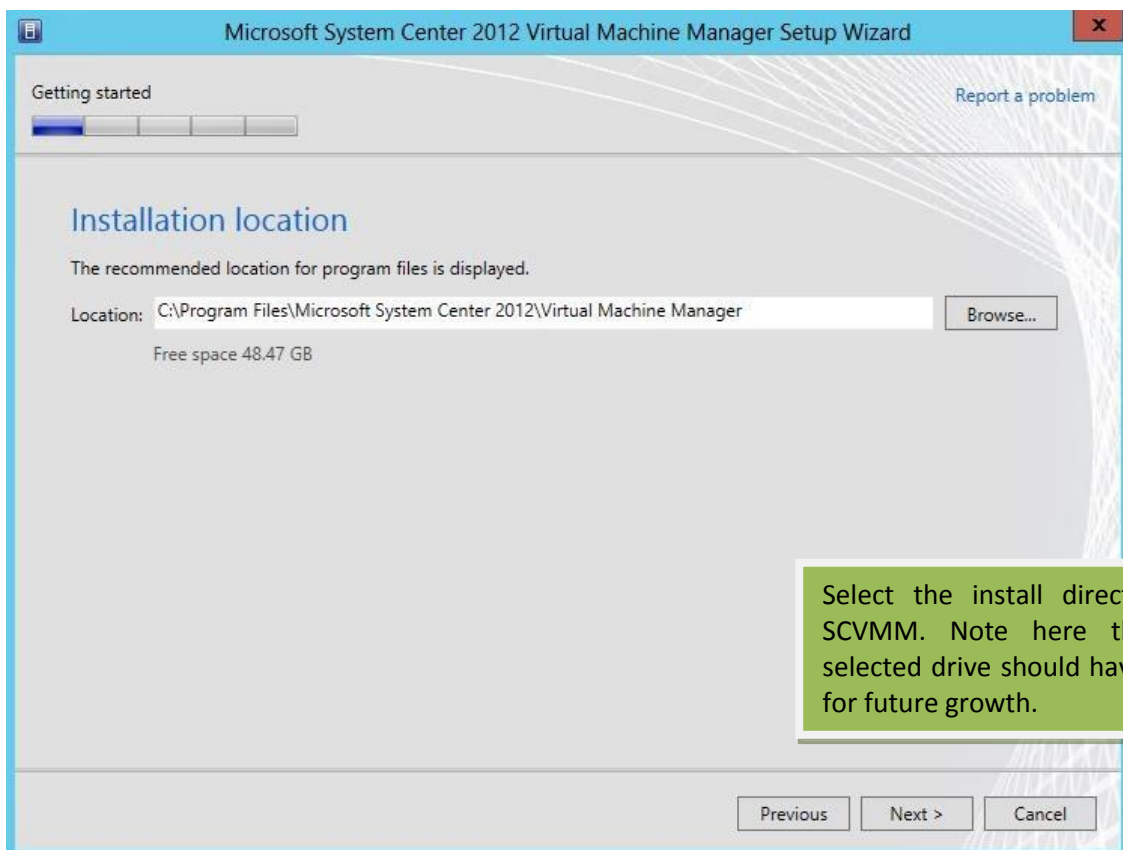 Microsoft System Center 2012 Virtual Machine Manager Setup Wizard
x
Getting started
Report a problem
Installation location
The recommended location for program files is displayed.
Location: C:\Program Files\Microsoft System Center 2012\Virtual Machine Manager Browse...
Free space 48.47 GB
Select the install
SCVMM. Note here
selected drive should
for future growth.
Previous Next > Cancel